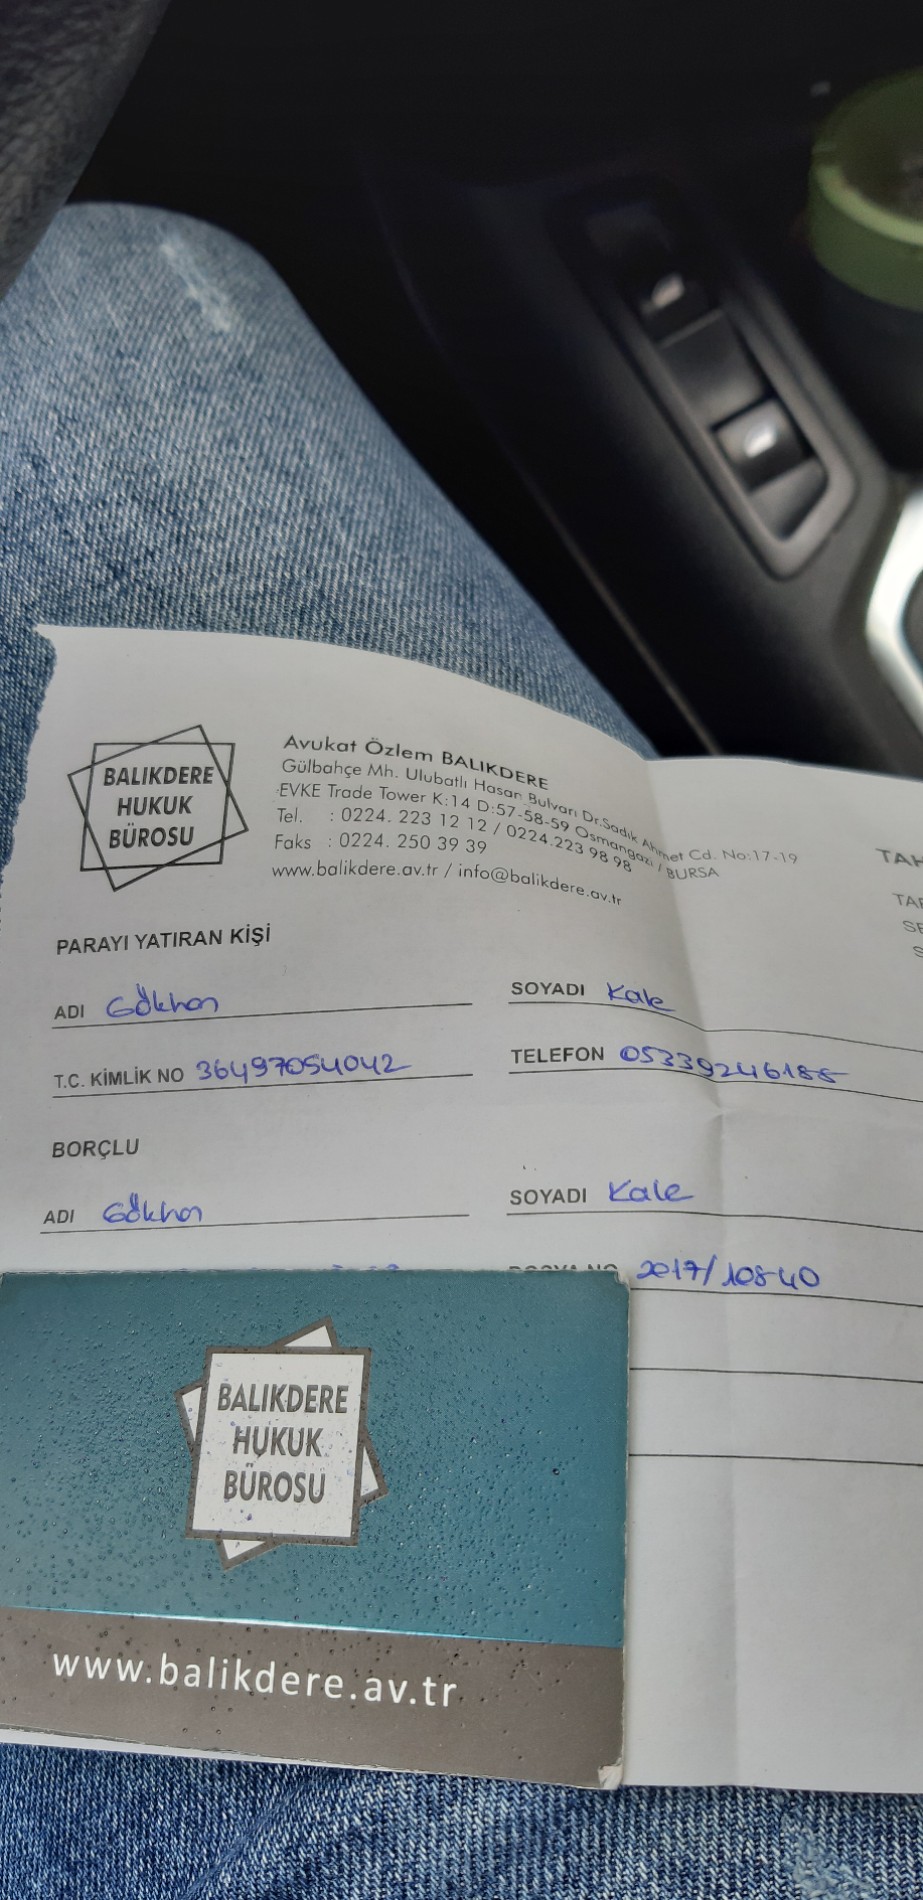 BALIKDERE
HUKUK
BÜROSU
Avukat Özlem BALIKDERE
Gülbahçe Mh. Ulubatlı Hasan Bulvarı Dr.Sadık Ahmet Cd. No:17-19
EVKE Trade Tower K:14 D:57-58-59 Osmangazi / BURSA
Tel. : 0224. 223 12 12 / 0224.223 98 98
Faks : 0224. 250 39 39
www.balikdere.av.tr / info@balikdere.av.tr
PARAYI YATIRAN KİŞİ
ADI Gökhan SOYADI Kale
T.C. KİMLİK NO 36497054042 TELEFON 05339246188
BORÇLU
ADI Gökhan SOYADI Kale
2017/10840
BALIKDERE
HUKUK
BÜROSU
www.balikdere.av.tr